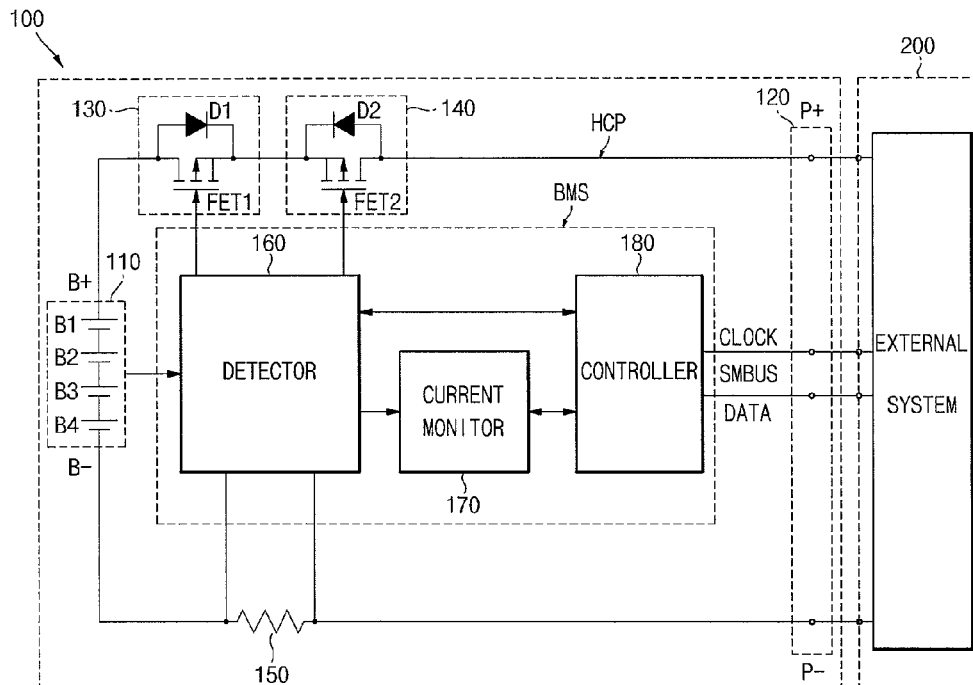 100
200
130
D1
D2
140
120
P+
HCP
FET1
FET2
BMS
160
180
B+
110
B1
B2
B3
B4
B-
DETECTOR
CURRENT
MONITOR
CONTROLLER
CLOCK
SMBUS
DATA
EXTERNAL
SYSTEM
170
150
P-